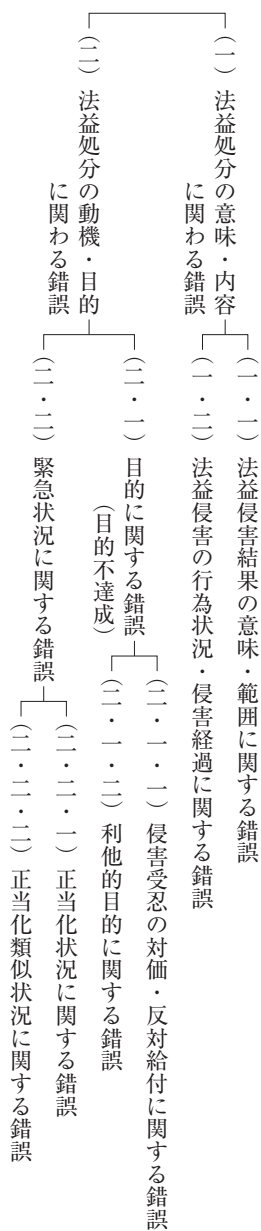 (一) 法益処分の意味・内容
に関わる錯誤
(一・一) 法益侵害結果の意味・範囲に関する錯誤
(一・二) 法益侵害の行為状況・侵害経過に関する錯誤
(二) 法益処分の動機・目的
に関わる錯誤
(二・一) 目的に関する錯誤
(目的不達成)
(二・一・一) 侵害受忍の対価・反対給付に関する錯誤
(二・一・二) 利他的目的に関する錯誤
(二・二) 緊急状況に関する錯誤
(二・二・一) 正当化状況に関する錯誤
(二・二・二) 正当化類似状況に関する錯誤